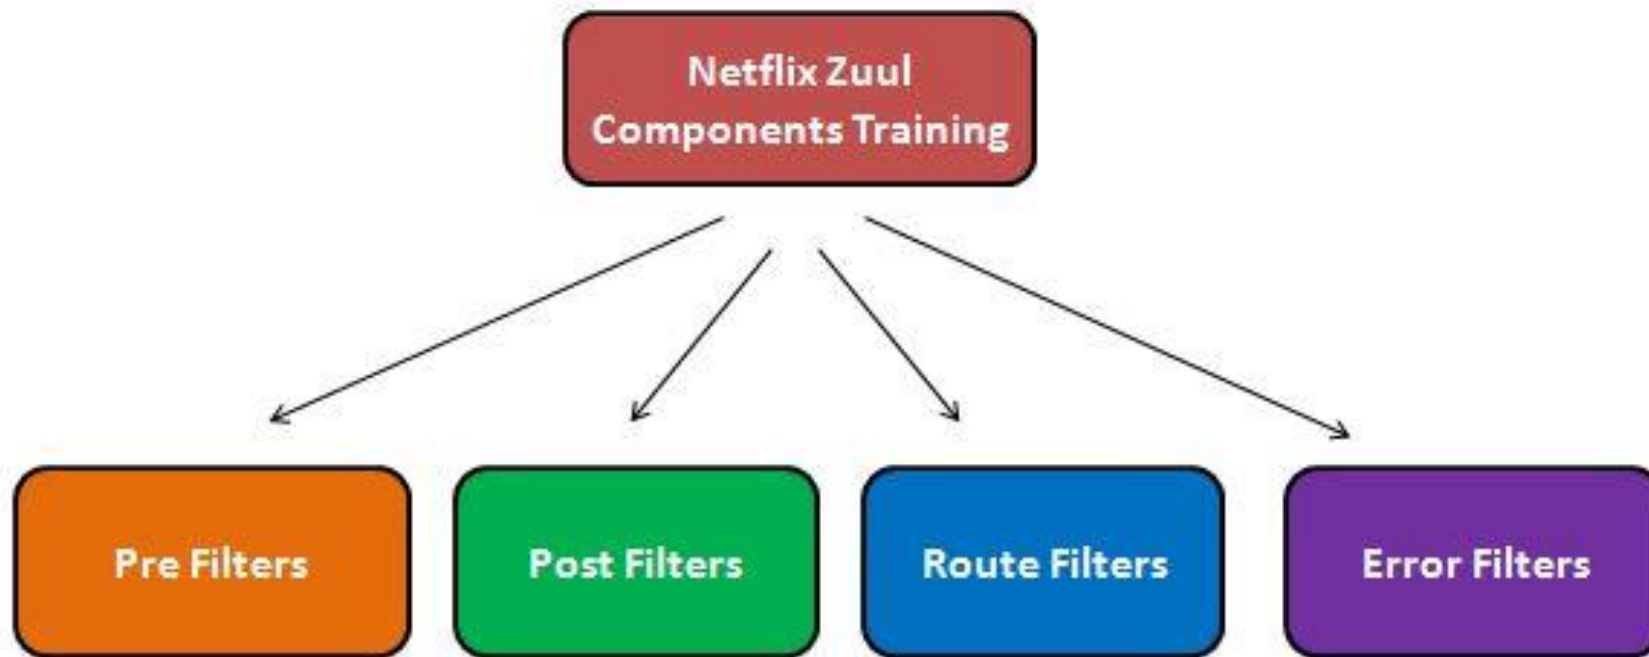 Netflix Zuul
Components Training
Pre Filters
Post Filters
Route Filters
Error Filters